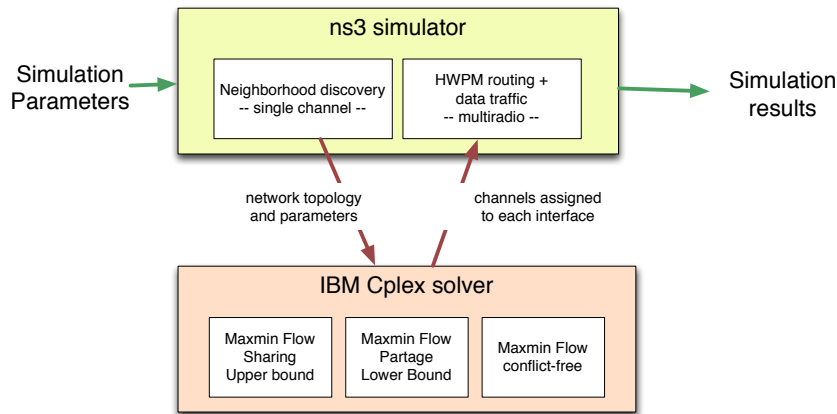 ns3 simulator
Simulation
Parameters
Neighborhood discovery
-- single channel --
HWPM routing +
data traffic
-- multiradio --
Simulation
results
network topology
and parameters
channels assigned
to each interface
IBM Cplex solver
Maxmin Flow
Sharing
Upper bound
Maxmin Flow
Partage
Lower Bound
Maxmin Flow
conflict-free